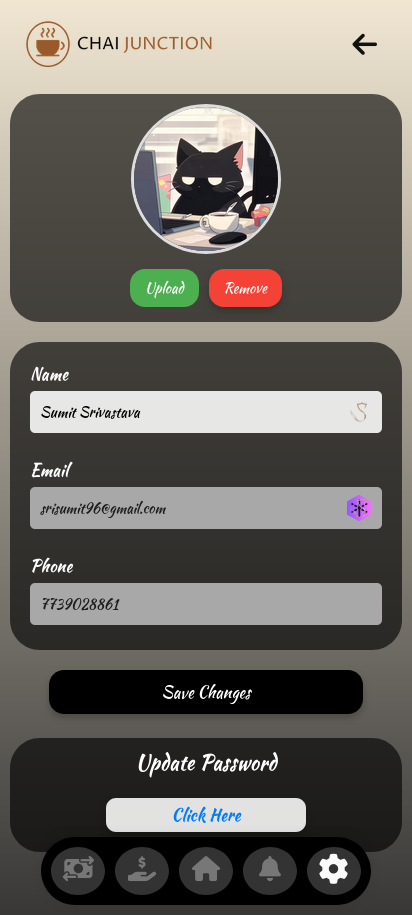 CHAI JUNCTION
Upload Remove
Name
Sumit Srivastava
Email
srisumit96@gmail.com
Phone
7739028861
Save Changes
Update Password
Click Here